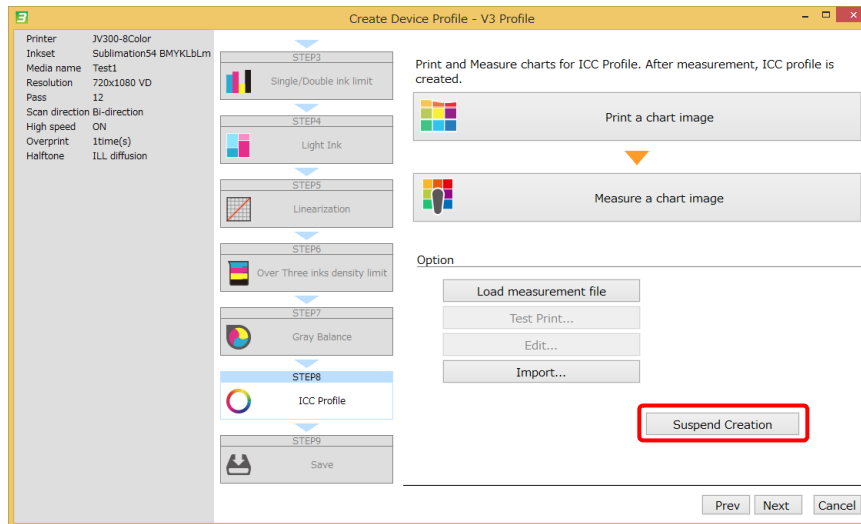 3
Create Device Profile - V3 Profile
Printer JV300-8Color
Inkset Sublimation54 BMYKLbLm
Media name Test1
Resolution 720x1080 VD
Pass 12
Scan direction Bi-direction
High speed ON
Overprint 1time(s)
Halftone ILL diffusion
STEP3
Single/Double ink limit
STEP4
Light Ink
STEP5
Linearization
STEP6
Over Three inks density limit
STEP7
Gray Balance
STEP8
ICC Profile
STEP9
Save
Print and Measure charts for ICC Profile. After measurement, ICC profile is
created.
Print a chart image
Measure a chart image
Option
Load measurement file
Test Print...
Edit...
Import...
Suspend Creation
Prev Next Cancel